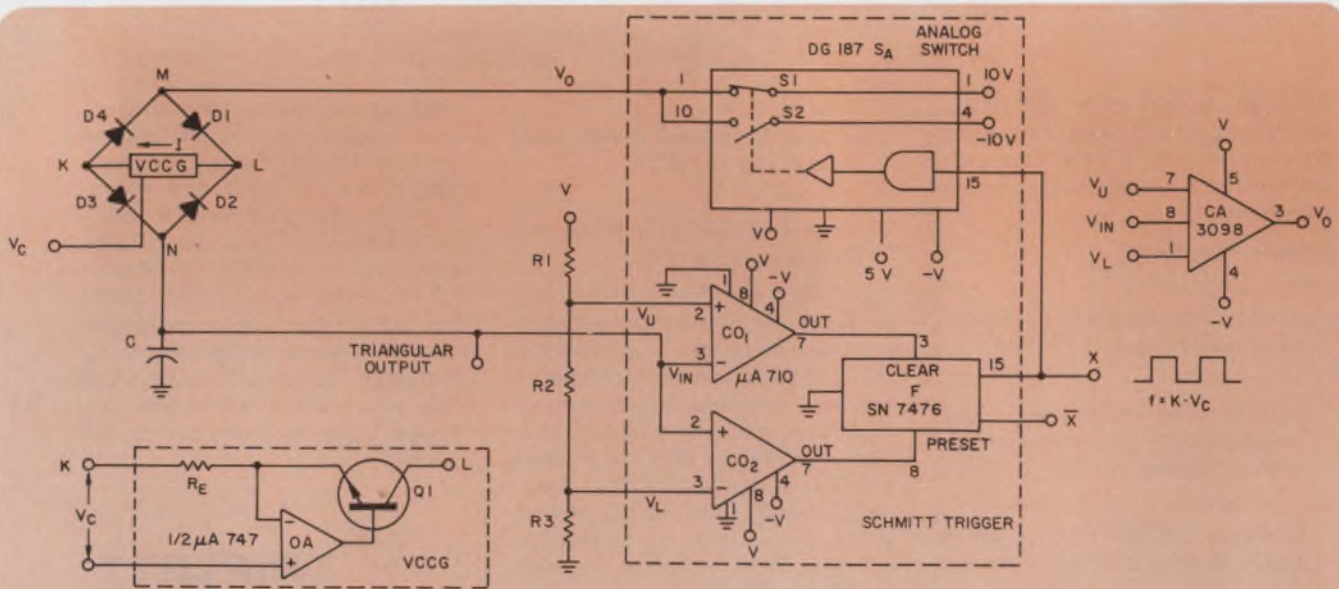 ANALOG
SWITCH
DG 187 SA
M
VO
1
S1
1
10 V
10
S2
4
-10V
D4
D1
I
K
VCCG
L
D3
D2
15
V
5
VU
7
VIN
8
CA
3098
3
VO
VL
1
4
-V
VC
N
V
V
5 V
-V
R1
1
V
8
-V
4
VU
2
+
CO1
OUT
7
3
C
TRIANGULAR
OUTPUT
VIN
3
-
μA 710
CLEAR
F
SN 7476
15
X
R2
X̅
f = K·VC
PRESET
2
+
CO2
OUT
7
8
K
RE
L
Q1
VL
3
-
4
-V
8
1
V
VC
1/2 μA 747
-
OA
+
R3
SCHMITT TRIGGER
K
VCCG